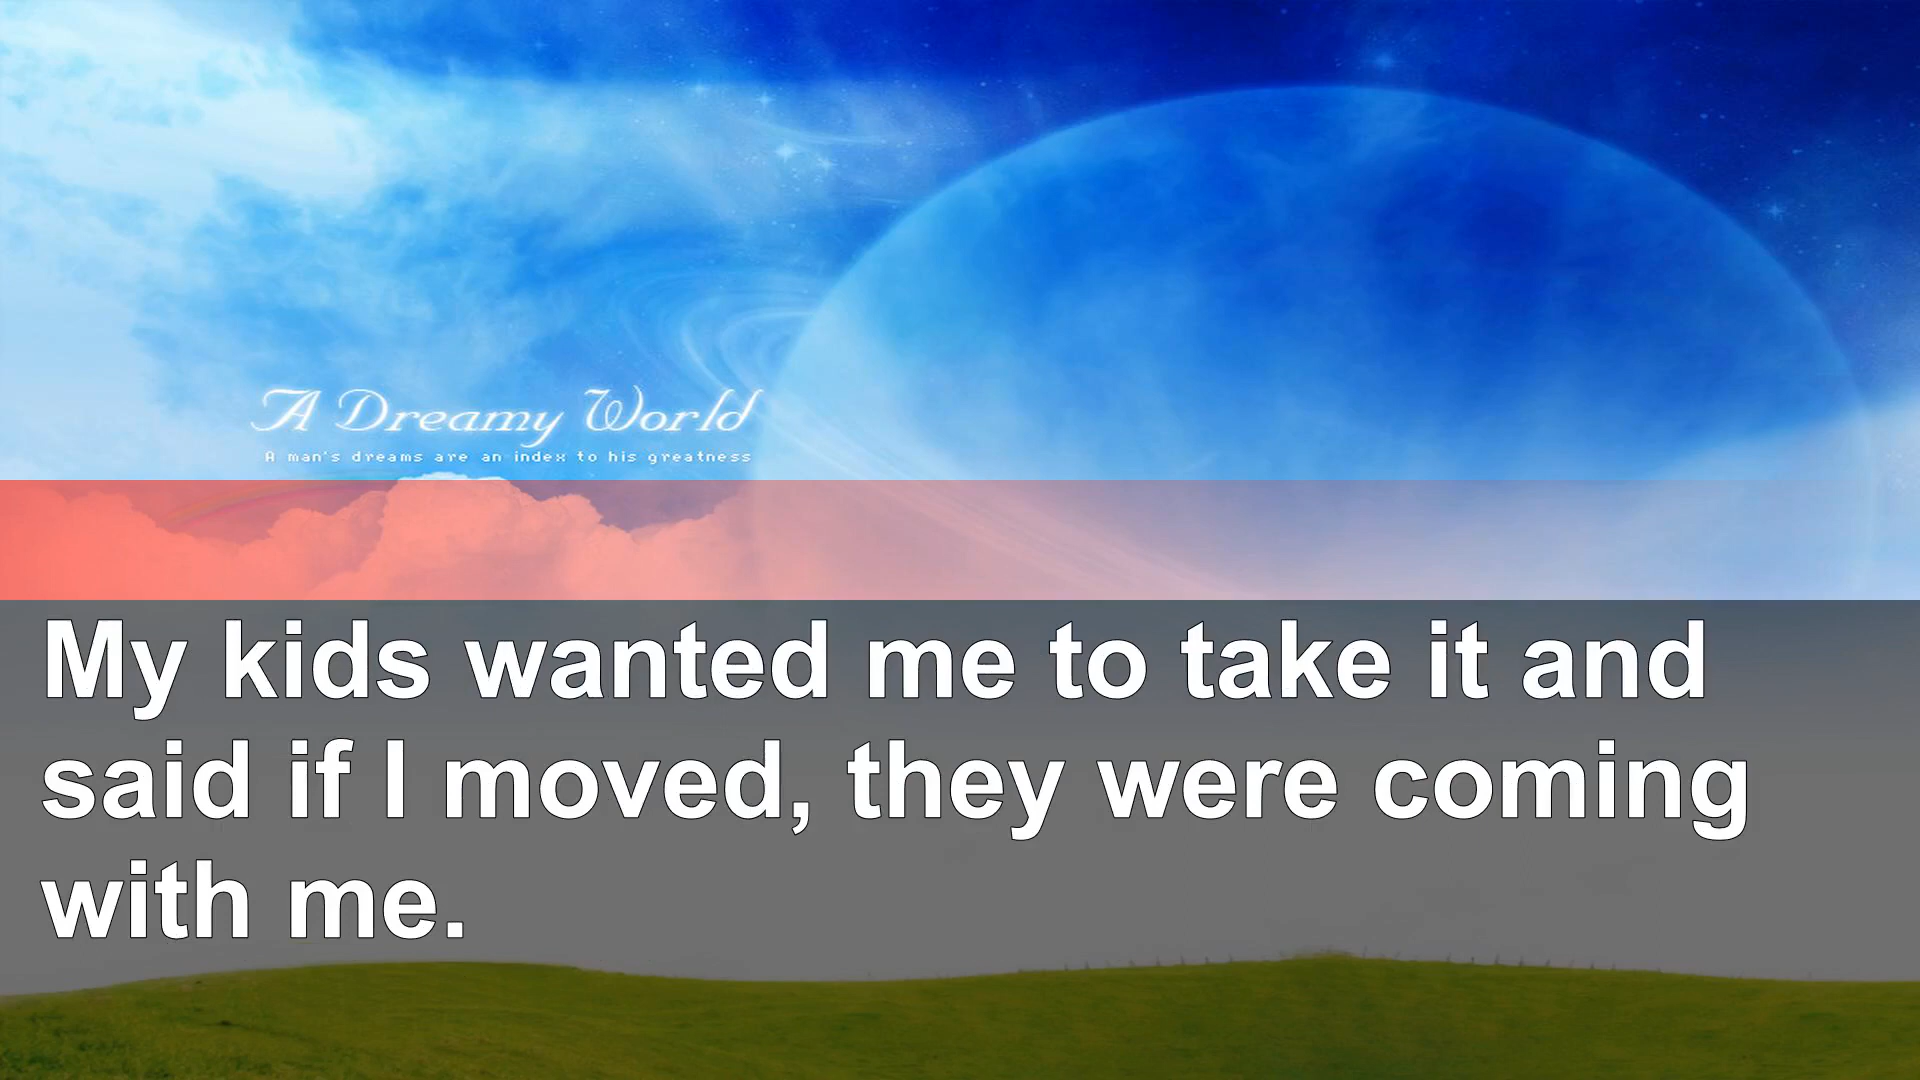 A Dreamy World
A man's dreams are an index to his greatness
My kids wanted me to take it and
said if I moved, they were coming
with me.